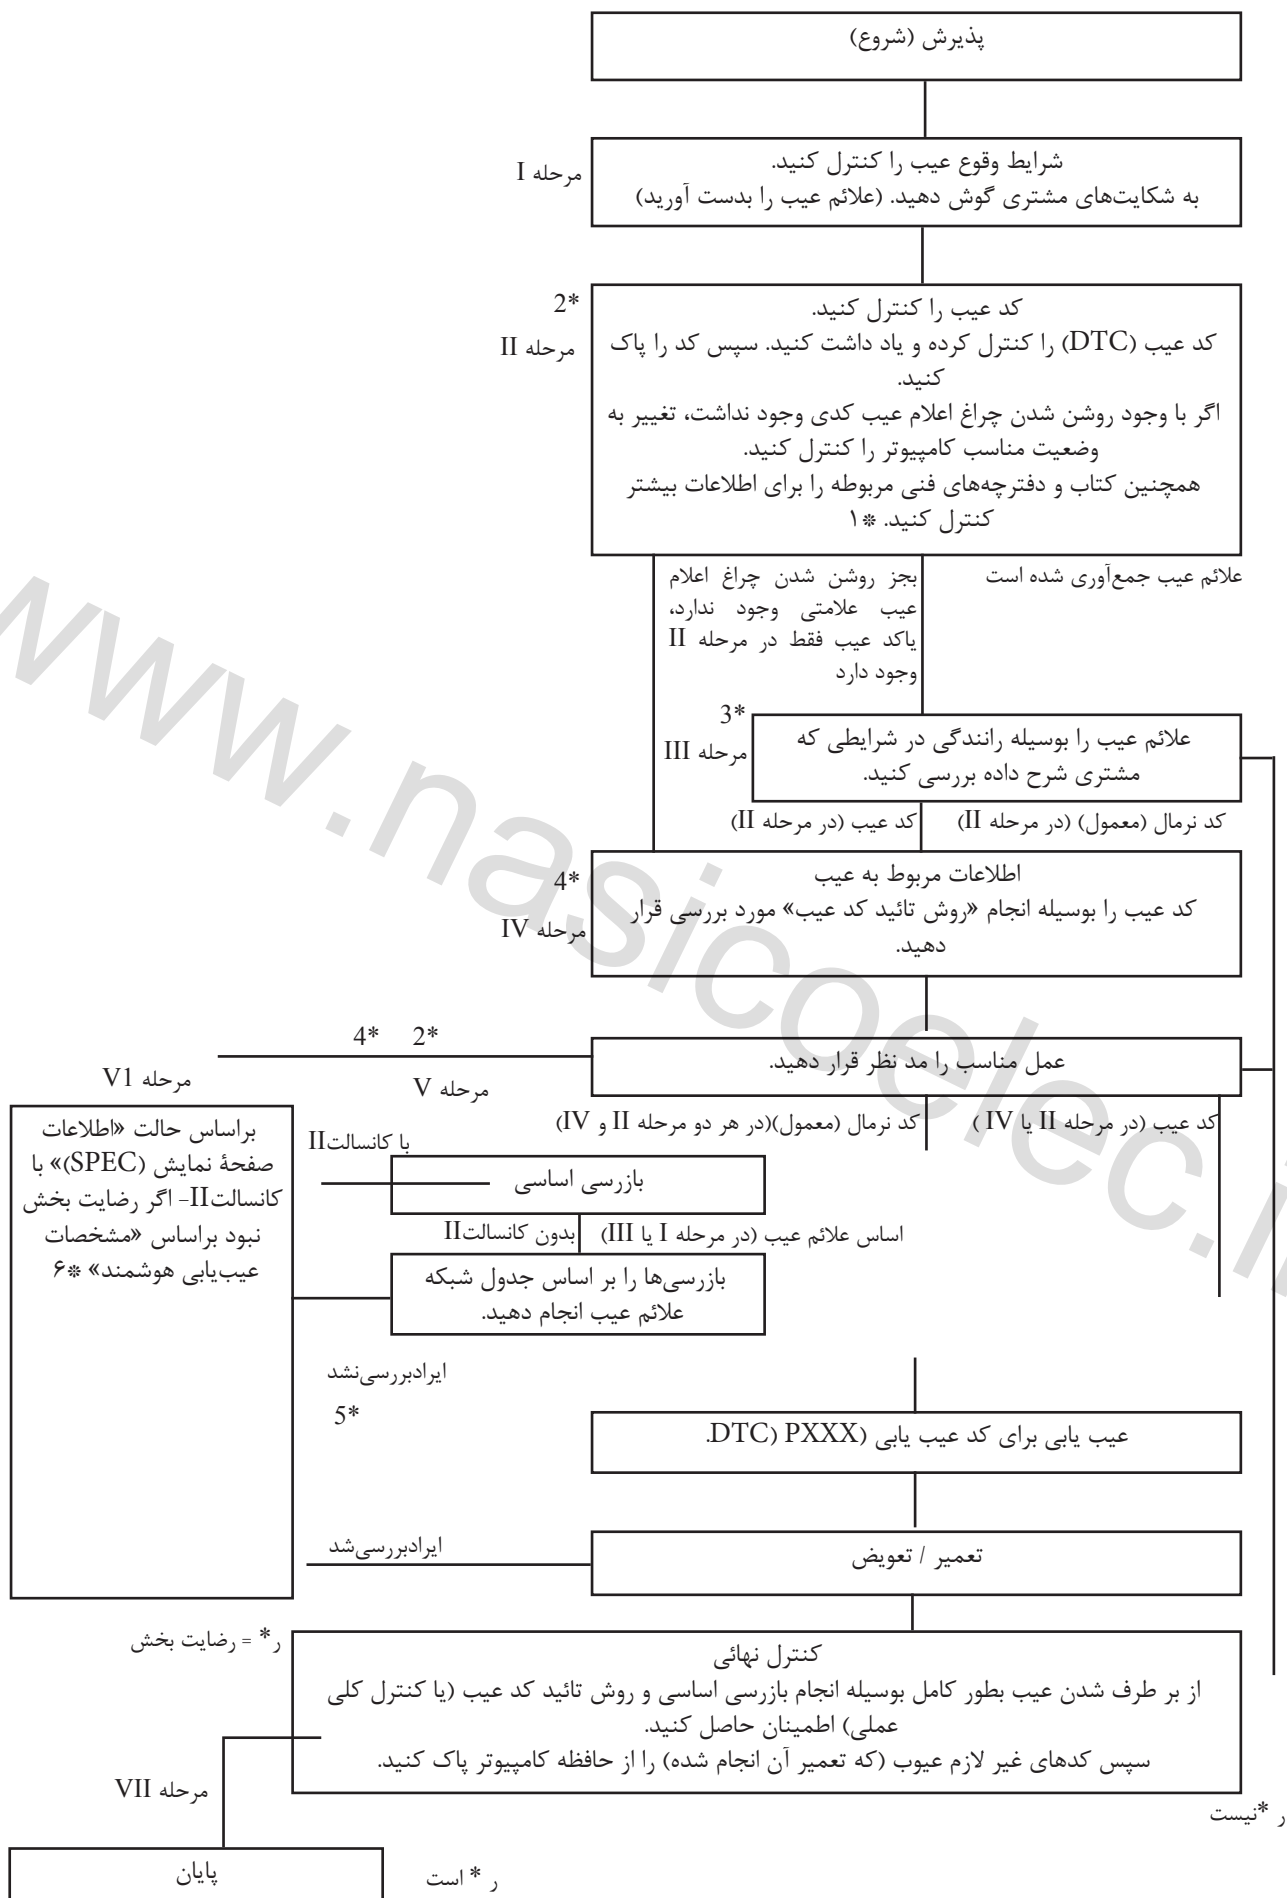 پذیرش (شروع)
شرایط وقوع عیب را کنترل کنید.
به شکایت‌های مشتری گوش دهید. (علائم عیب را بدست آورید)
مرحله I
2*
مرحله II
کد عیب را کنترل کنید.
کد عیب (DTC) را کنترل کرده و یاد داشت کنید. سپس کد را پاک
کنید.
اگر با وجود روشن شدن چراغ اعلام عیب کدی وجود نداشت، تغییر به
وضعیت مناسب کامپیوتر را کنترل کنید.
همچنین کتاب و دفترچه‌های فنی مربوطه را برای اطلاعات بیشتر
کنترل کنید. *۱
علائم عیب جمع‌آوری شده است
بجز روشن شدن چراغ اعلام
عیب علامتی وجود ندارد،
یاکد عیب فقط در مرحله II
وجود دارد
3*
مرحله III
علائم عیب را بوسیله رانندگی در شرایطی که
مشتری شرح داده بررسی کنید.
کد نرمال (معمول) (در مرحله II)
کد عیب (در مرحله II)
4*
مرحله IV
اطلاعات مربوط به عیب
کد عیب را بوسیله انجام «روش تائید کد عیب» مورد بررسی قرار
دهید.
عمل مناسب را مد نظر قرار دهید.
4* 2*
مرحله V
مرحله V1
کد عیب (در مرحله II یا IV )
کد نرمال (معمول)(در هر دو مرحله II و IV)
با کانسالتII
بازرسی اساسی
اساس علائم عیب (در مرحله I یا III)
بدون کانسالتII
بازرسی‌ها را بر اساس جدول شبکه
علائم عیب انجام دهید.
براساس حالت «اطلاعات
صفحهٔ نمایش (SPEC)» با
کانسالتII- اگر رضایت بخش
نبود براساس «مشخصات
عیب‌یابی هوشمند» *۶
ایرادبررسی‌نشد
5*
عیب یابی برای کد عیب یابی (DTC) PXXX.
ایرادبررسی‌شد
تعمیر / تعویض
ر* = رضایت بخش
کنترل نهائی
از بر طرف شدن عیب بطور کامل بوسیله انجام بازرسی اساسی و روش تائید کد عیب (یا کنترل کلی
عملی) اطمینان حاصل کنید.
سپس کدهای غیر لازم عیوب (که تعمیر آن انجام شده) را از حافظه کامپیوتر پاک کنید.
مرحله VII
ر *نیست
پایان
ر * است
www.nasicoelec.i